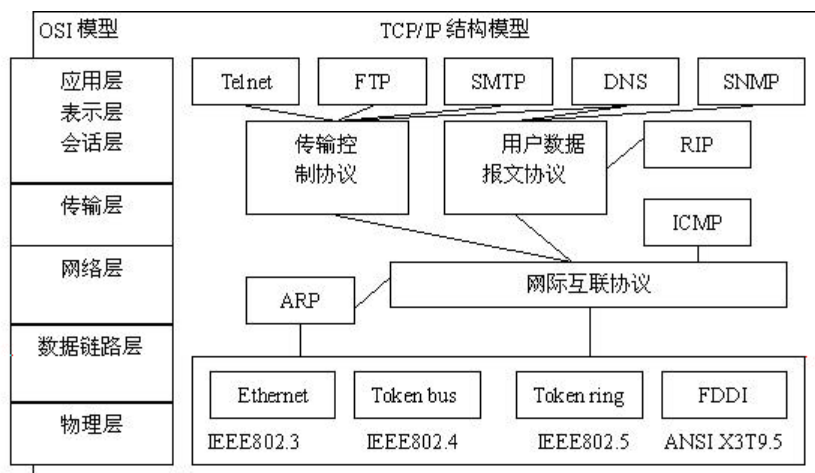 OSI 模型
TCP/IP 结构模型
应用层
表示层
会话层
传输层
网络层
数据链路层
物理层
Telnet
FTP
SMTP
DNS
SNMP
传输控
制协议
用户数据
报文协议
RIP
ICMP
ARP
网际互联协议
Ethernet
Token bus
Token ring
FDDI
IEEE802.3
IEEE802.4
IEEE802.5
ANSI X3T9.5